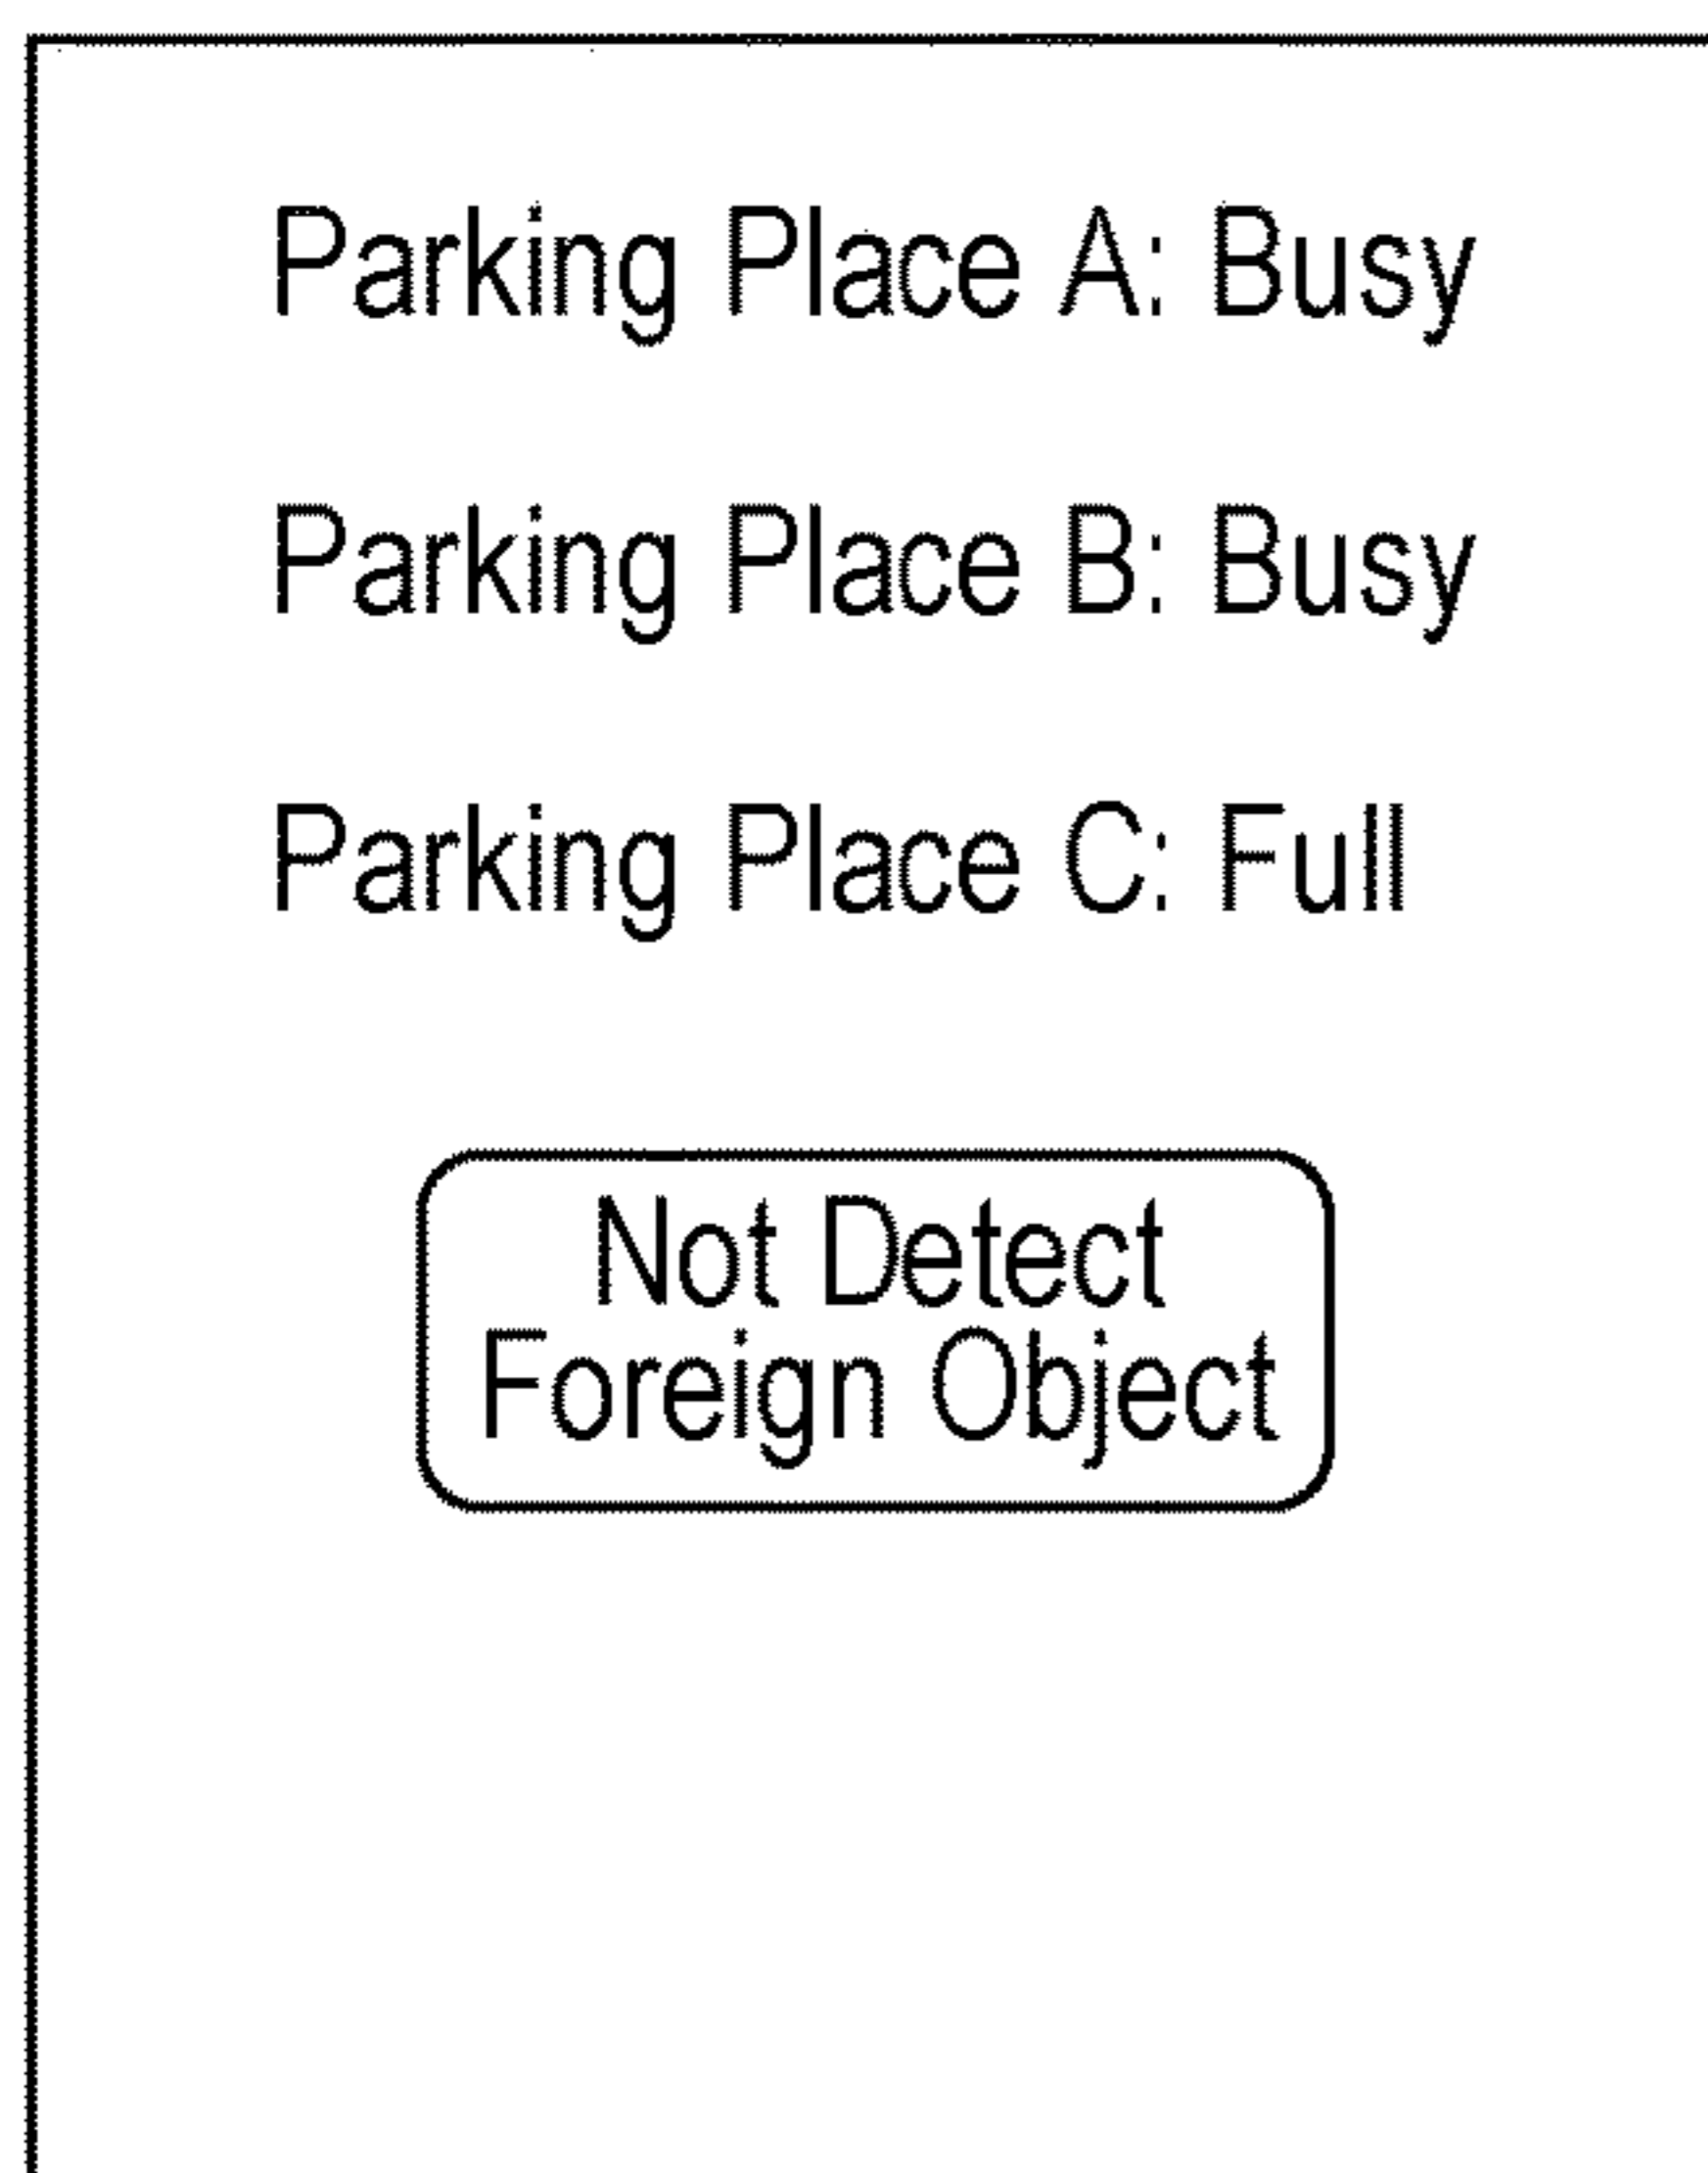 Parking Place A: Busy
Parking Place B: Busy
Parking Place C: Full
Not Detect
Foreign Object